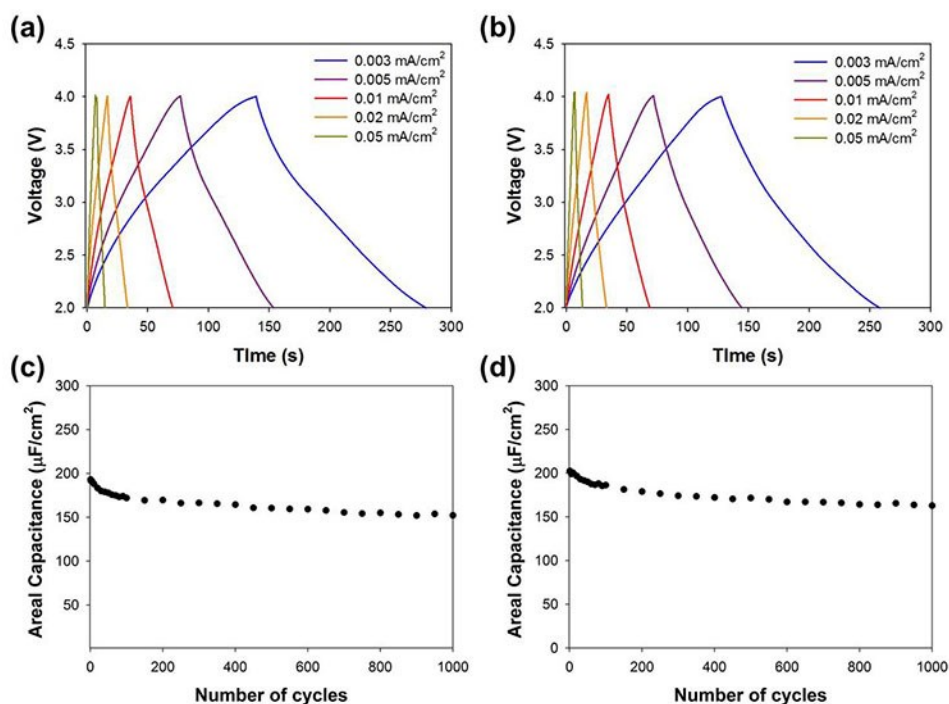 (a)
4.5
4.0
3.5
3.0
2.5
2.0
Voltage (V)
0.003 mA/cm²
0.005 mA/cm²
0.01 mA/cm²
0.02 mA/cm²
0.05 mA/cm²
0 50 100 150 200 250 300
TIme (s)
(b)
4.5
4.0
3.5
3.0
2.5
2.0
Voltage (V)
0.003 mA/cm²
0.005 mA/cm²
0.01 mA/cm²
0.02 mA/cm²
0.05 mA/cm²
0 50 100 150 200 250 300
TIme (s)
(c)
300
250
200
150
100
50
Areal Capacitance (μF/cm²)
0 200 400 600 800 1000
Number of cycles
(d)
300
250
200
150
100
50
0
Areal Capacitance (μF/cm²)
0 200 400 600 800 1000
Number of cycles